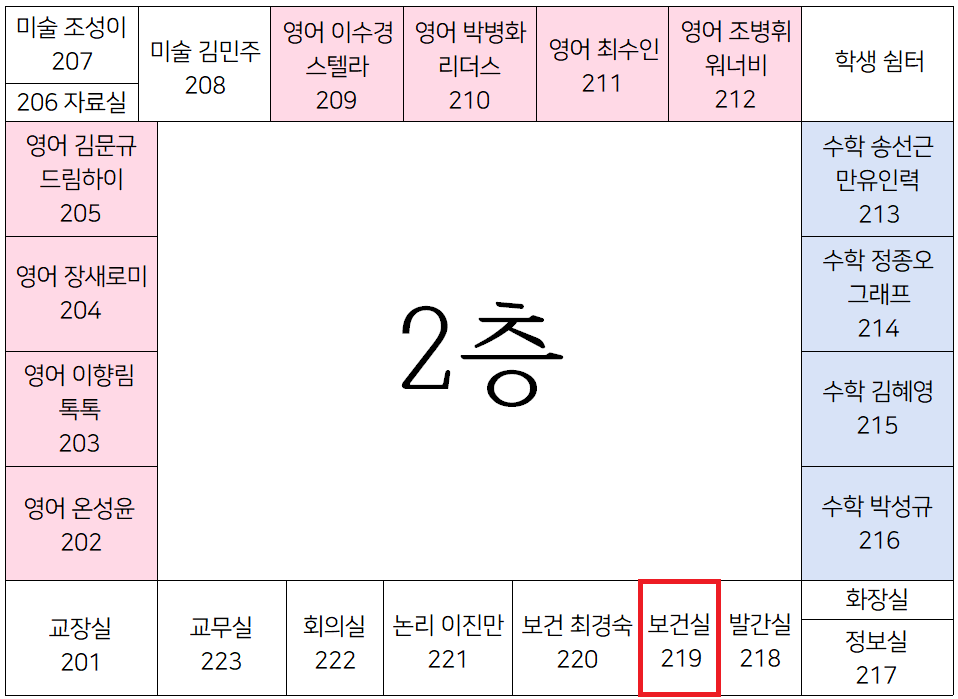 미술 조성이
207
206 자료실
미술 김민주
208
영어 이수경
스텔라
209
영어 박병화
리더스
210
영어 최수인
211
영어 조병휘
워너비
212
학생 쉼터
영어 김문규
드림하이
205
수학 송선근
만유인력
213
영어 장새로미
204
2층
수학 정종오
그래프
214
영어 이향림
톡톡
203
수학 김혜영
215
영어 온성윤
202
수학 박성규
216
교장실
201
교무실
223
회의실
222
논리 이진만
221
보건 최경숙
220
보건실
219
발간실
218
화장실
정보실
217